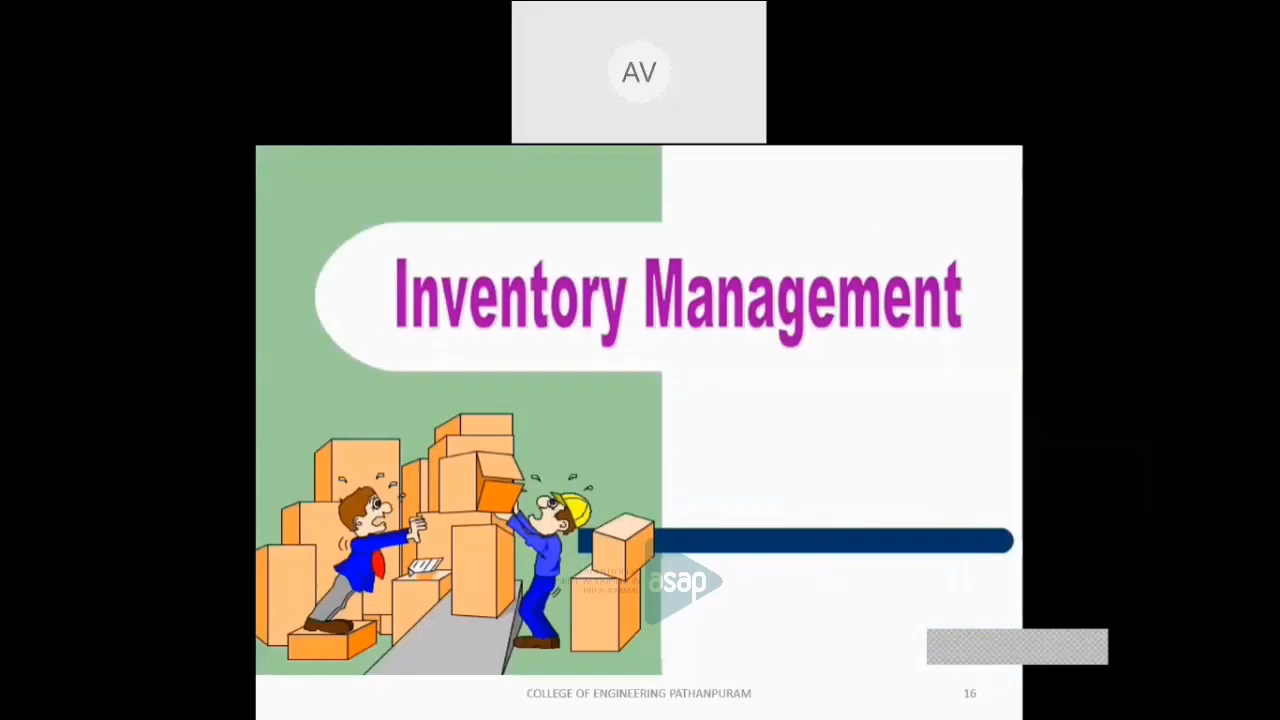 AV
Inventory Management
asap
COLLEGE OF ENGINEERING PATHANPURAM
16